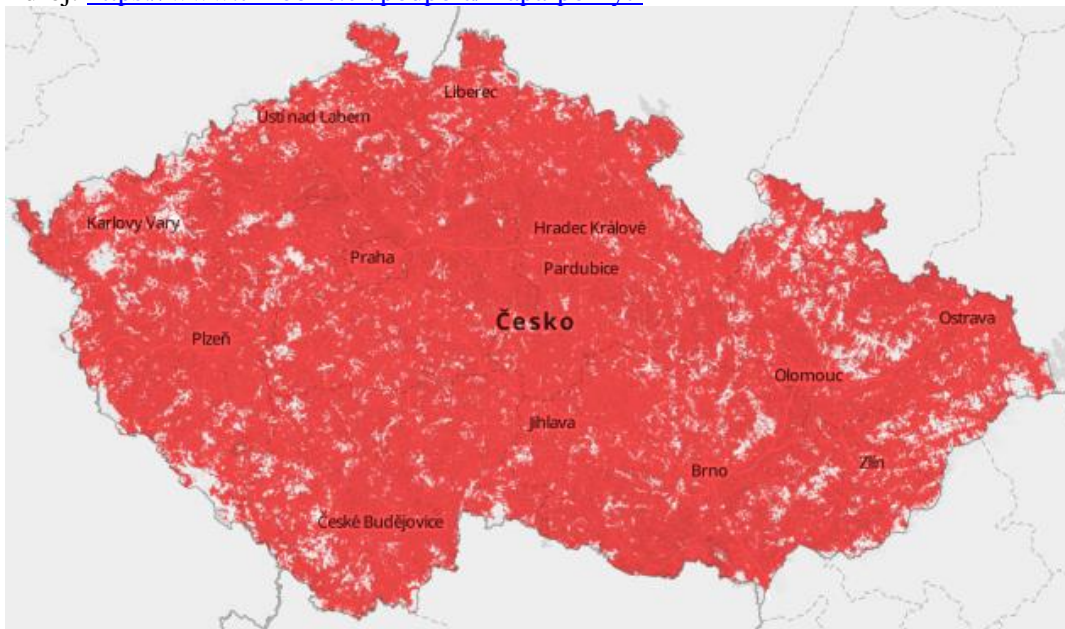 Liberec
Ústí nad Labem
Karlovy Vary
Hradec Králové
Praha
Pardubice
Česko
Ostrava
Plzeň
Olomouc
Jihlava
Zlín
Brno
České Budějovice